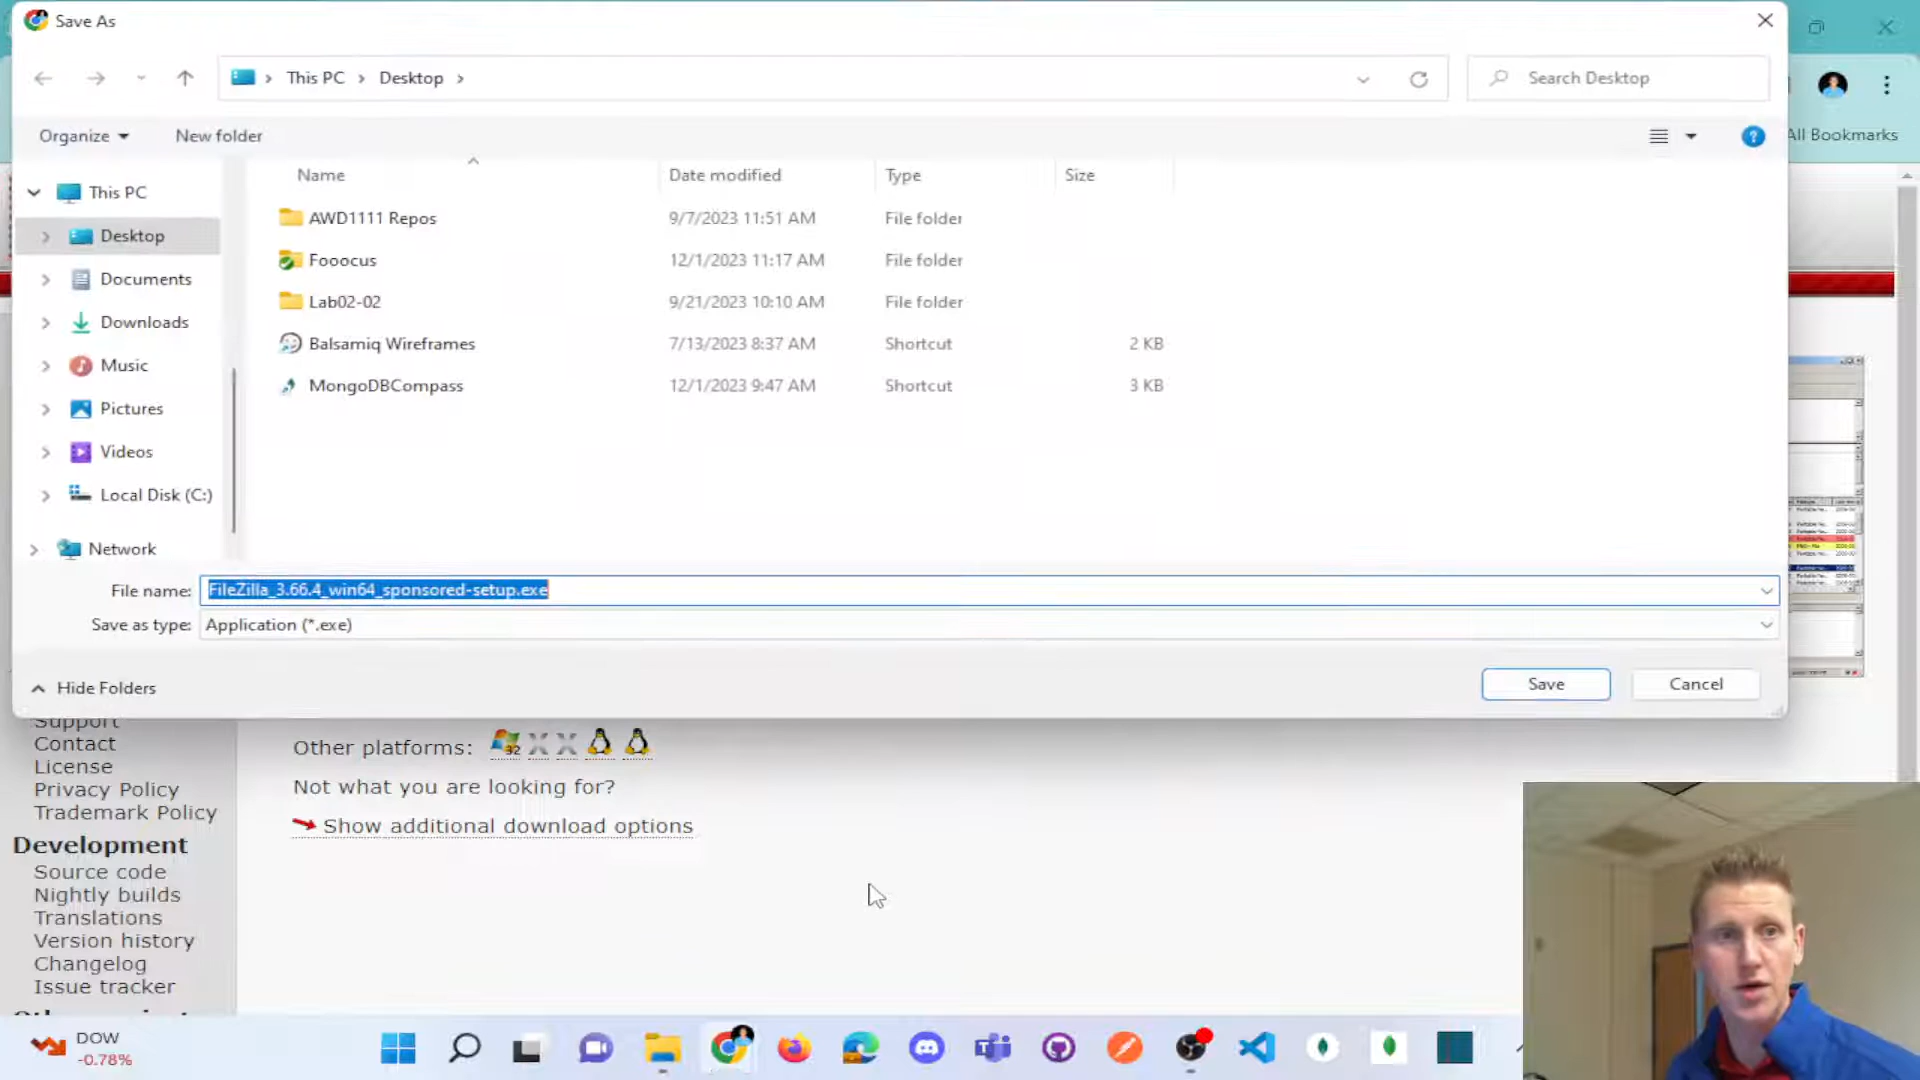 Save As
This PC
Desktop
Search Desktop
Organize
New folder
All Bookmarks
Name
Date modified
Type
Size
This PC
Desktop
Documents
Downloads
Music
Pictures
Videos
Local Disk (C:)
Network
AWD1111 Repos 9/7/2023 11:51 AM File folder
Fooocus 12/1/2023 11:17 AM File folder
Lab02-02 9/21/2023 10:10 AM File folder
Balsamiq Wireframes 7/13/2023 8:37 AM Shortcut 2 KB
MongoDBCompass 12/1/2023 9:47 AM Shortcut 3 KB
File name: FileZilla_3.66.4_win64_sponsored-setup.exe
Save as type: Application (*.exe)
Hide Folders
Save
Cancel
Support
Contact
License
Privacy Policy
Trademark Policy
Development
Source code
Nightly builds
Translations
Version history
Changelog
Issue tracker
Other platforms:
32
Not what you are looking for?
Show additional download options
DOW
-0.78%